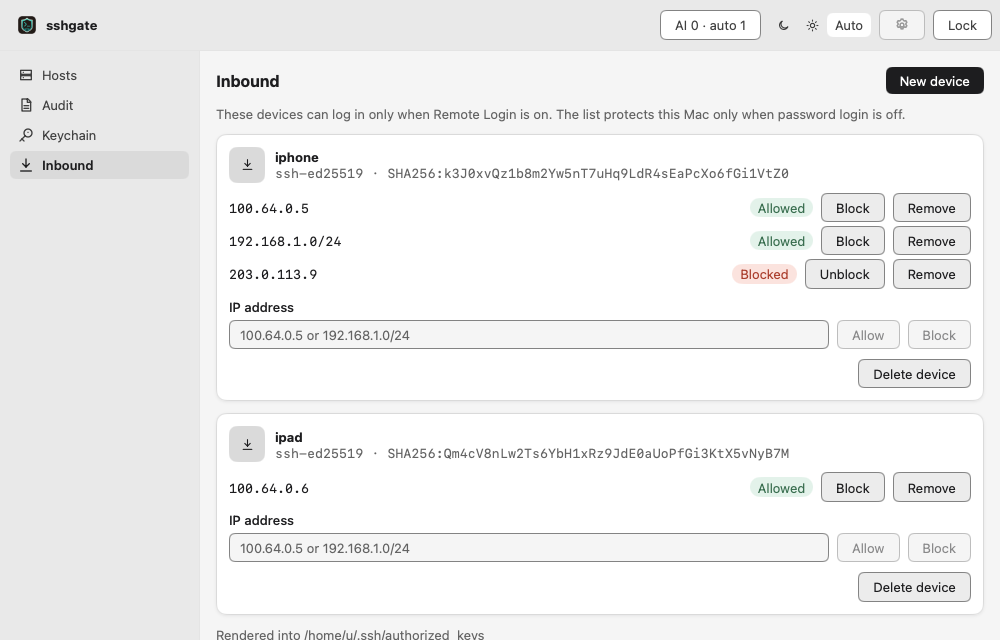 sshgate
AI 0 · auto 1
Auto
Lock
Hosts
Audit
Keychain
Inbound
Inbound
New device
These devices can log in only when Remote Login is on. The list protects this Mac only when password login is off.
iphone
ssh-ed25519 · SHA256:k3J0xvQz1b8m2Yw5nT7uHq9LdR4sEaPcXo6fGi1VtZ0
100.64.0.5 Allowed Block Remove
192.168.1.0/24 Allowed Block Remove
203.0.113.9 Blocked Unblock Remove
IP address
100.64.0.5 or 192.168.1.0/24 Allow Block
Delete device
ipad
ssh-ed25519 · SHA256:Qm4cV8nLw2Ts6YbH1xRz9JdE0aUoPfGi3KtX5vNyB7M
100.64.0.6 Allowed Block Remove
IP address
100.64.0.5 or 192.168.1.0/24 Allow Block
Delete device
Rendered into /home/u/.ssh/authorized_keys